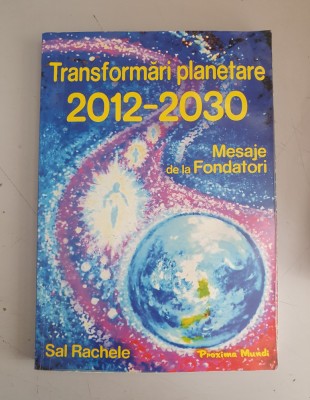 Transformări planetare
2012-2030
Mesaje
de la Fondatori
Sal Rachele
Proxima Mundi